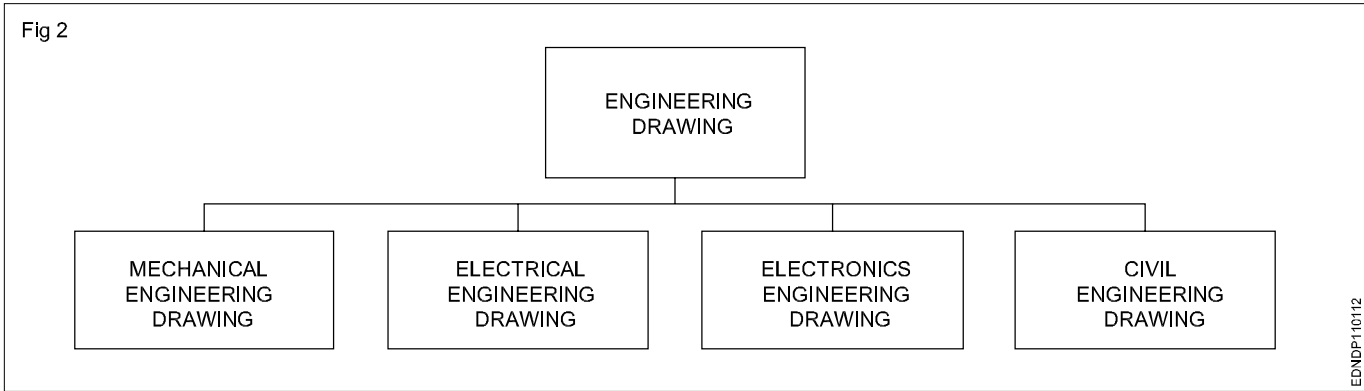 Fig 2
ENGINEERING
DRAWING
MECHANICAL
ENGINEERING
DRAWING
ELECTRICAL
ENGINEERING
DRAWING
ELECTRONICS
ENGINEERING
DRAWING
CIVIL
ENGINEERING
DRAWING
EDNDP110112